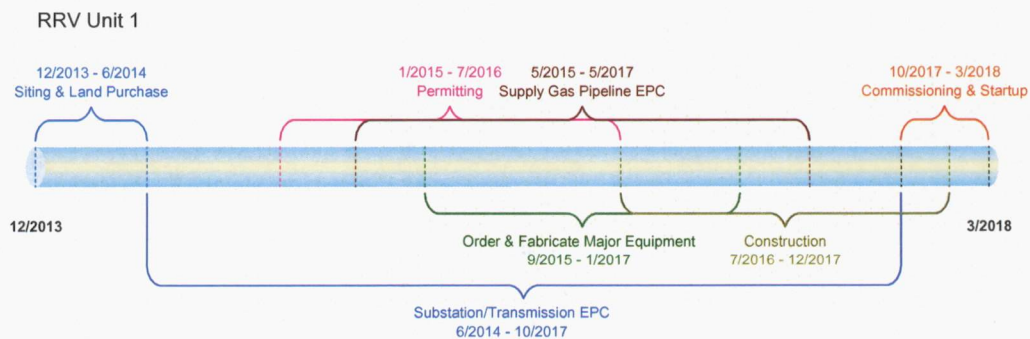 RRV Unit 1
12/2013 - 6/2014
Siting & Land Purchase
1/2015 - 7/2016
Permitting
5/2015 - 5/2017
Supply Gas Pipeline EPC
10/2017 - 3/2018
Commissioning & Startup
12/2013
3/2018
Order & Fabricate Major Equipment
9/2015 - 1/2017
Construction
7/2016 - 12/2017
Substation/Transmission EPC
6/2014 - 10/2017